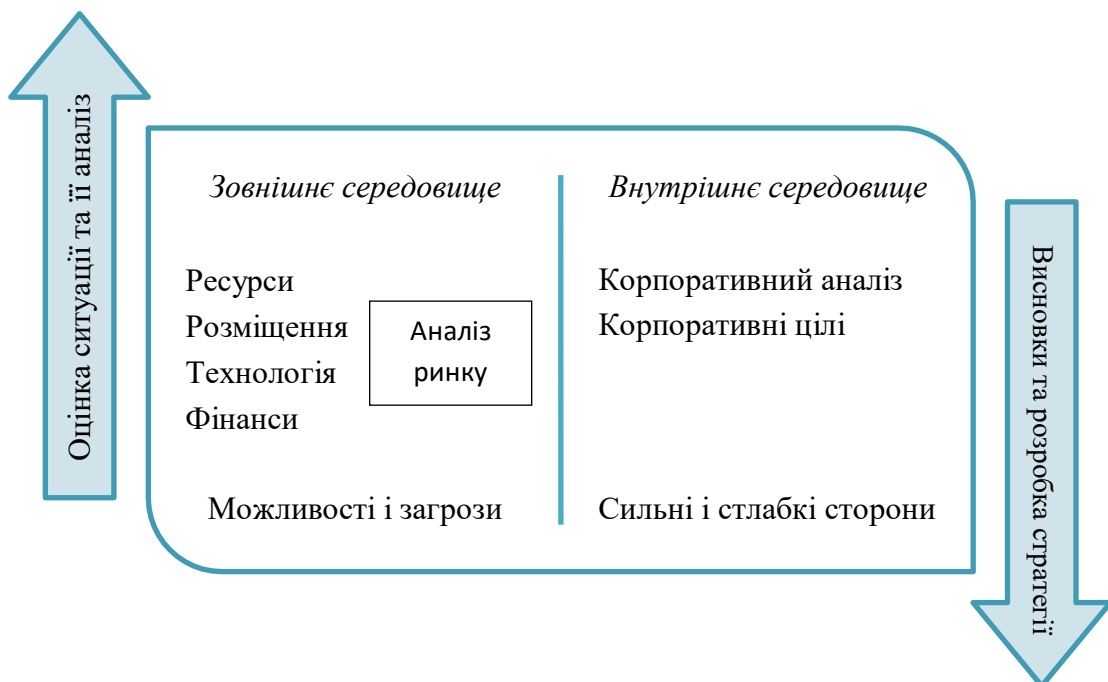 Оцінка ситуації та її аналіз
Зовнішнє середовище
Ресурси
Розміщення
Технологія
Фінанси
Аналіз
ринку
Можливості і загрози
Внутрішнє середовище
Корпоративний аналіз
Корпоративні цілі
Сильні і стлабкі сторони
Висновки та розробка стратегії